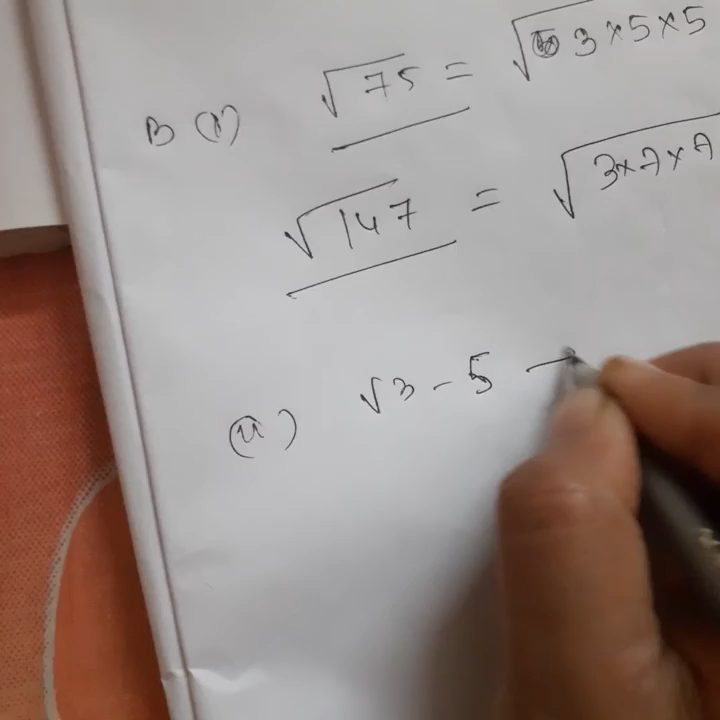 B (i) √75 = √3×5×5
√147 = √3×7×7
(ii) √3 - 5 →